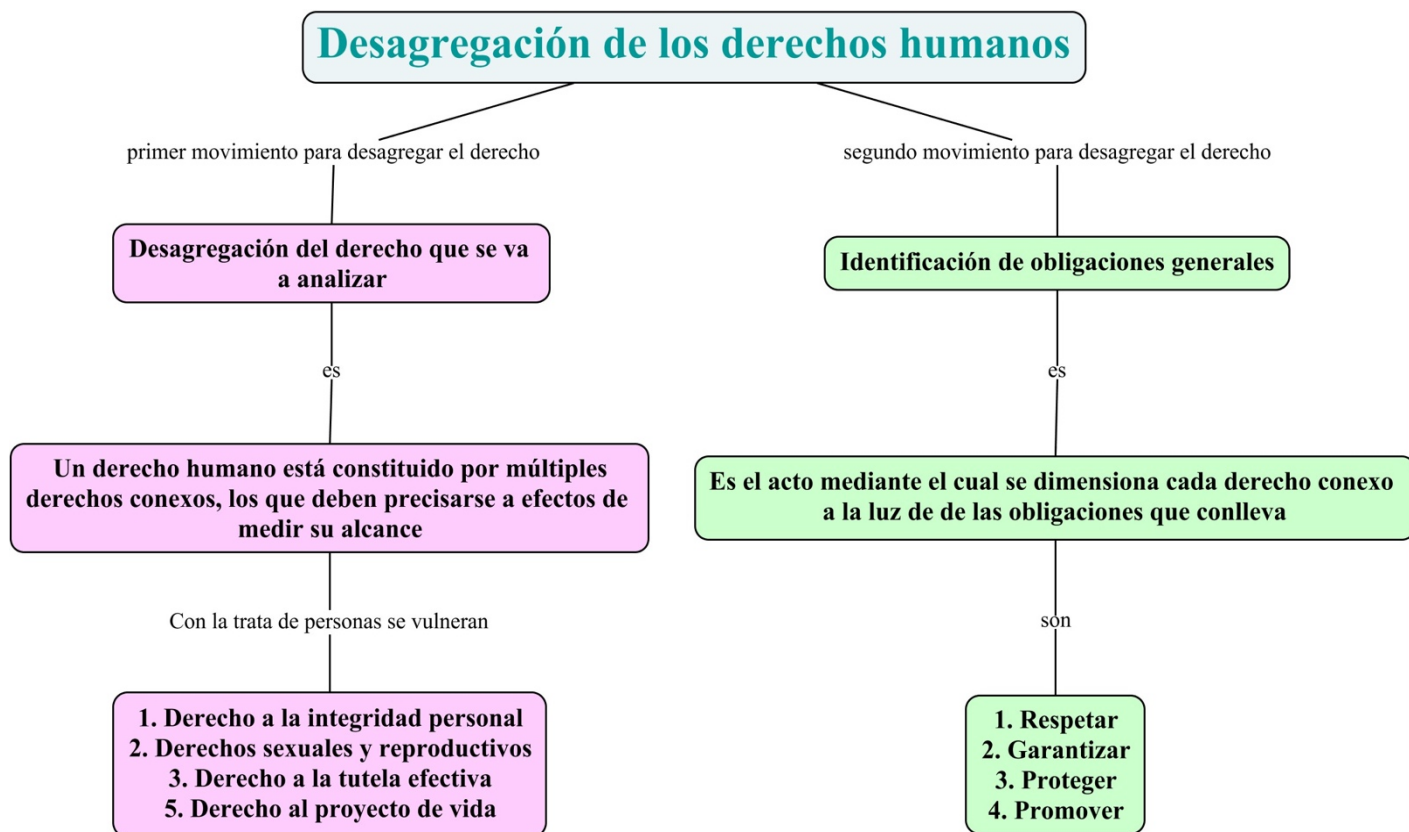 Desagregación de los derechos humanos
primer movimiento para desagregar el derecho
Desagregación del derecho que se va
a analizar
es
Un derecho humano está constituido por múltiples
derechos conexos, los que deben precisarse a efectos de
medir su alcance
Con la trata de personas se vulneran
1. Derecho a la integridad personal
2. Derechos sexuales y reproductivos
3. Derecho a la tutela efectiva
5. Derecho al proyecto de vida
segundo movimiento para desagregar el derecho
Identificación de obligaciones generales
es
Es el acto mediante el cual se dimensiona cada derecho conexo
a la luz de de las obligaciones que conlleva
son
1. Respetar
2. Garantizar
3. Proteger
4. Promover